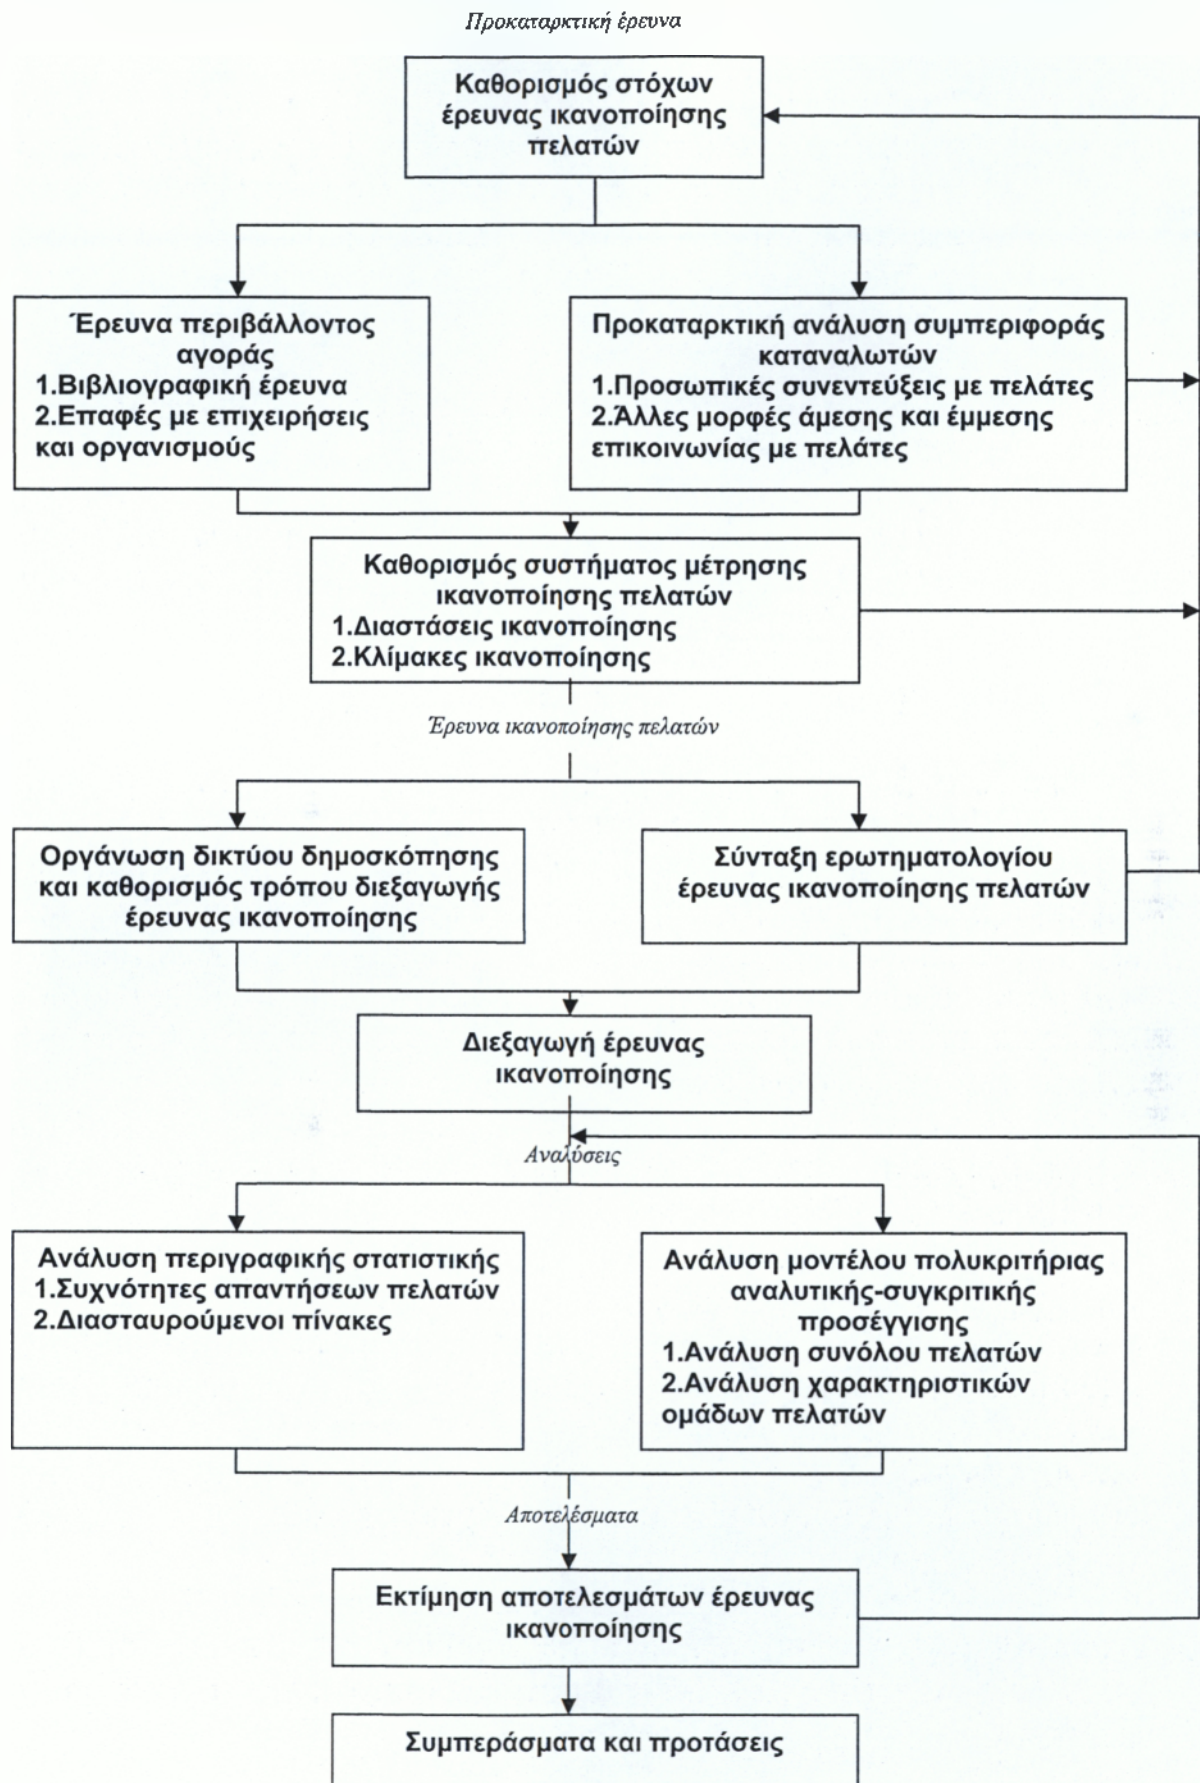 Προκαταρκτική έρευνα
Καθορισμός στόχων
έρευνας ικανοποίησης
πελατών
Έρευνα περιβάλλοντος
αγοράς
1.Βιβλιογραφική έρευνα
2.Επαφές με επιχειρήσεις
και οργανισμούς
Προκαταρκτική ανάλυση συμπεριφοράς
καταναλωτών
1.Προσωπικές συνεντεύξεις με πελάτες
2.Άλλες μορφές άμεσης και έμμεσης
επικοινωνίας με πελάτες
Καθορισμός συστήματος μέτρησης
ικανοποίησης πελατών
1.Διαστάσεις ικανοποίησης
2.Κλίμακες ικανοποίησης
Έρευνα ικανοποίησης πελατών
Οργάνωση δικτύου δημοσκόπησης
και καθορισμός τρόπου διεξαγωγής
έρευνας ικανοποίησης
Σύνταξη ερωτηματολογίου
έρευνας ικανοποίησης πελατών
Διεξαγωγή έρευνας
ικανοποίησης
Αναλύσεις
Ανάλυση περιγραφικής στατιστικής
1.Συχνότητες απαντήσεων πελατών
2.Διασταυρούμενοι πίνακες
Ανάλυση μοντέλου πολυκριτήριας
αναλυτικής-συγκριτικής
προσέγγισης
1.Ανάλυση συνόλου πελατών
2.Ανάλυση χαρακτηριστικών
ομάδων πελατών
Αποτελέσματα
Εκτίμηση αποτελεσμάτων έρευνας
ικανοποίησης
Συμπεράσματα και προτάσεις